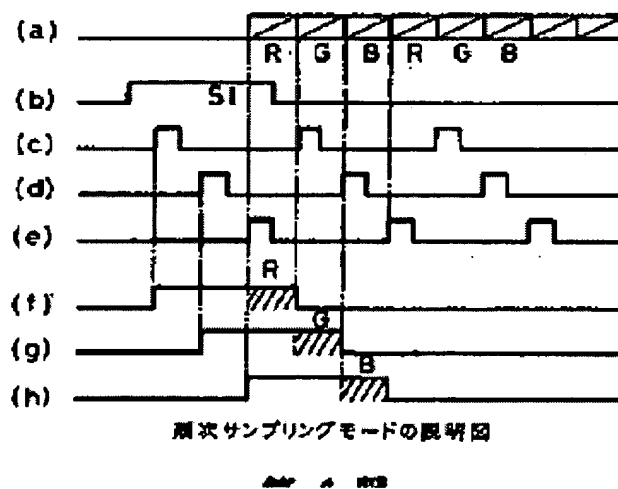 (a)
R G B R G B
(b) SI
(c)
(d)
(e)
R
(f)
G
(g)
B
(h)
順次サンプリングモードの説明図